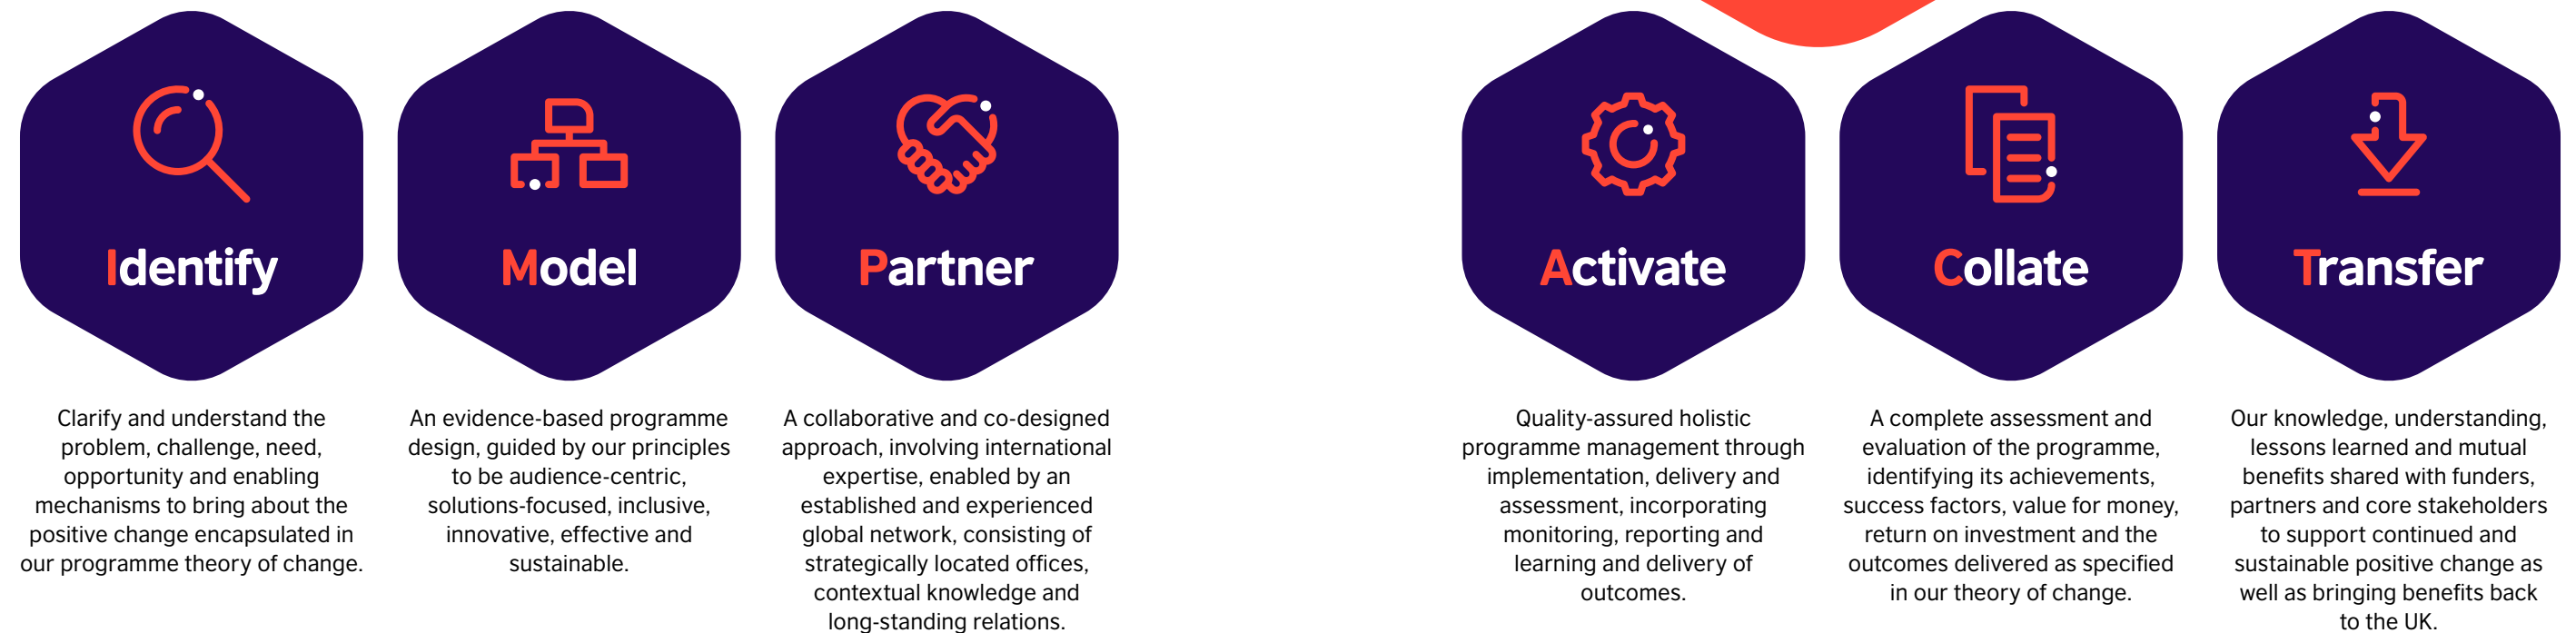 Identify
Clarify and understand the
problem, challenge, need,
opportunity and enabling
mechanisms to bring about the
positive change encapsulated in
our programme theory of change.
Model
An evidence-based programme
design, guided by our principles
to be audience-centric,
solutions-focused, inclusive,
innovative, effective and
sustainable.
Partner
A collaborative and co-designed
approach, involving international
expertise, enabled by an
established and experienced
global network, consisting of
strategically located offices,
contextual knowledge and
long-standing relations.
Activate
Quality-assured holistic
programme management through
implementation, delivery and
assessment, incorporating
monitoring, reporting and
learning and delivery of
outcomes.
Collate
A complete assessment and
evaluation of the programme,
identifying its achievements,
success factors, value for money,
return on investment and the
outcomes delivered as specified
in our theory of change.
Transfer
Our knowledge, understanding,
lessons learned and mutual
benefits shared with funders,
partners and core stakeholders
to support continued and
sustainable positive change as
well as bringing benefits back
to the UK.